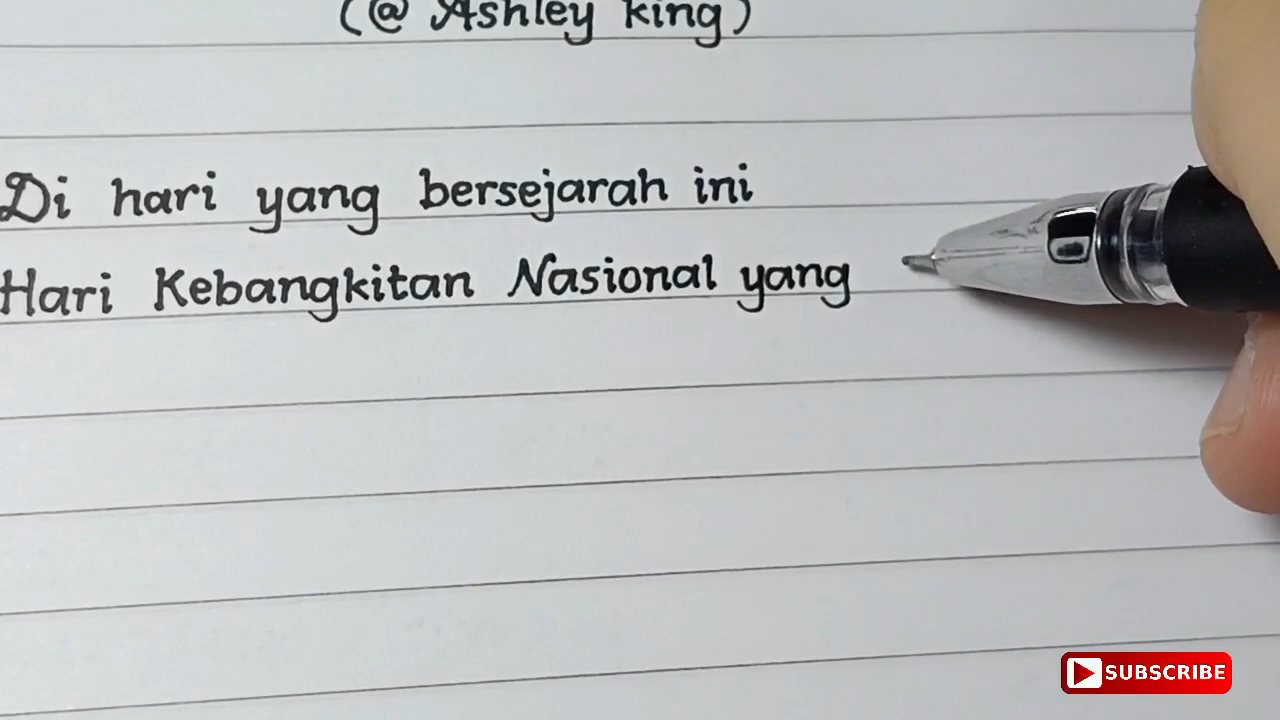 (@ Ashley King)
Di hari yang bersejarah ini
Hari Kebangkitan Nasional yang
SUBSCRIBE